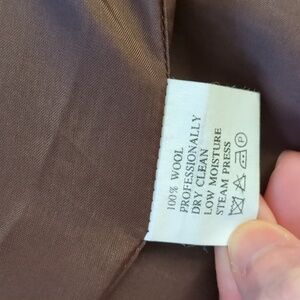 100% WOOL
PROFESSIONALLY
DRY CLEAN
LOW MOISTURE
STEAM PRESS
P